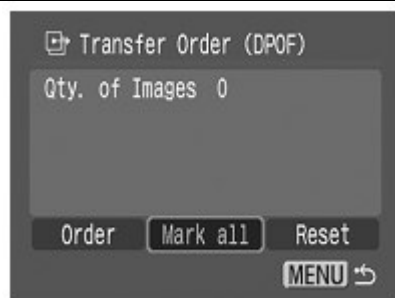 Transfer Order (DPOF)
Qty. of Images 0
Order Mark all Reset
MENU